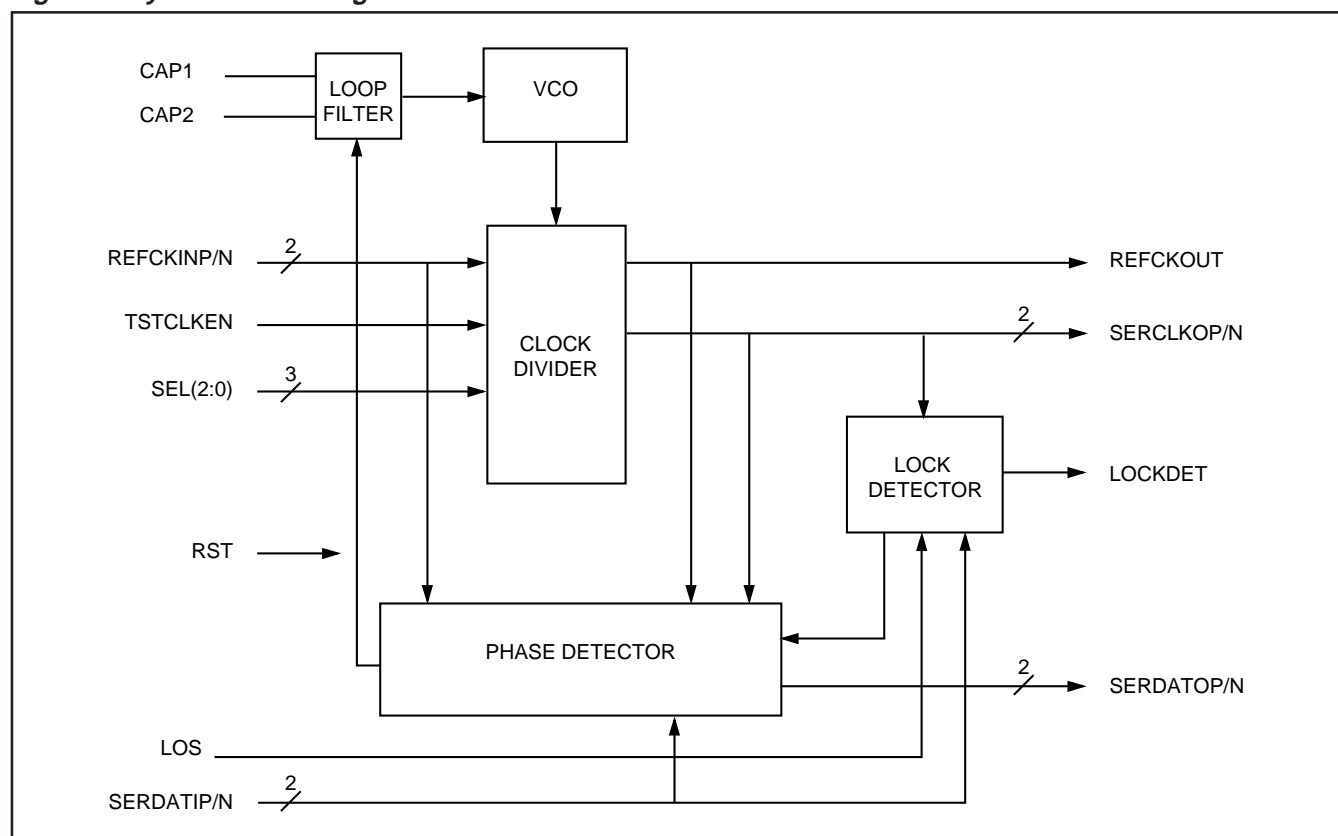 CAP1
CAP2
LOOP
FILTER
VCO
REFCKINP/N
2
TSTCLKEN
SEL(2:0)
3
CLOCK
DIVIDER
REFCKOUT
2
SERCLKOP/N
LOCK
DETECTOR
LOCKDET
RST
PHASE DETECTOR
2
SERDATOP/N
LOS
SERDATIP/N
2